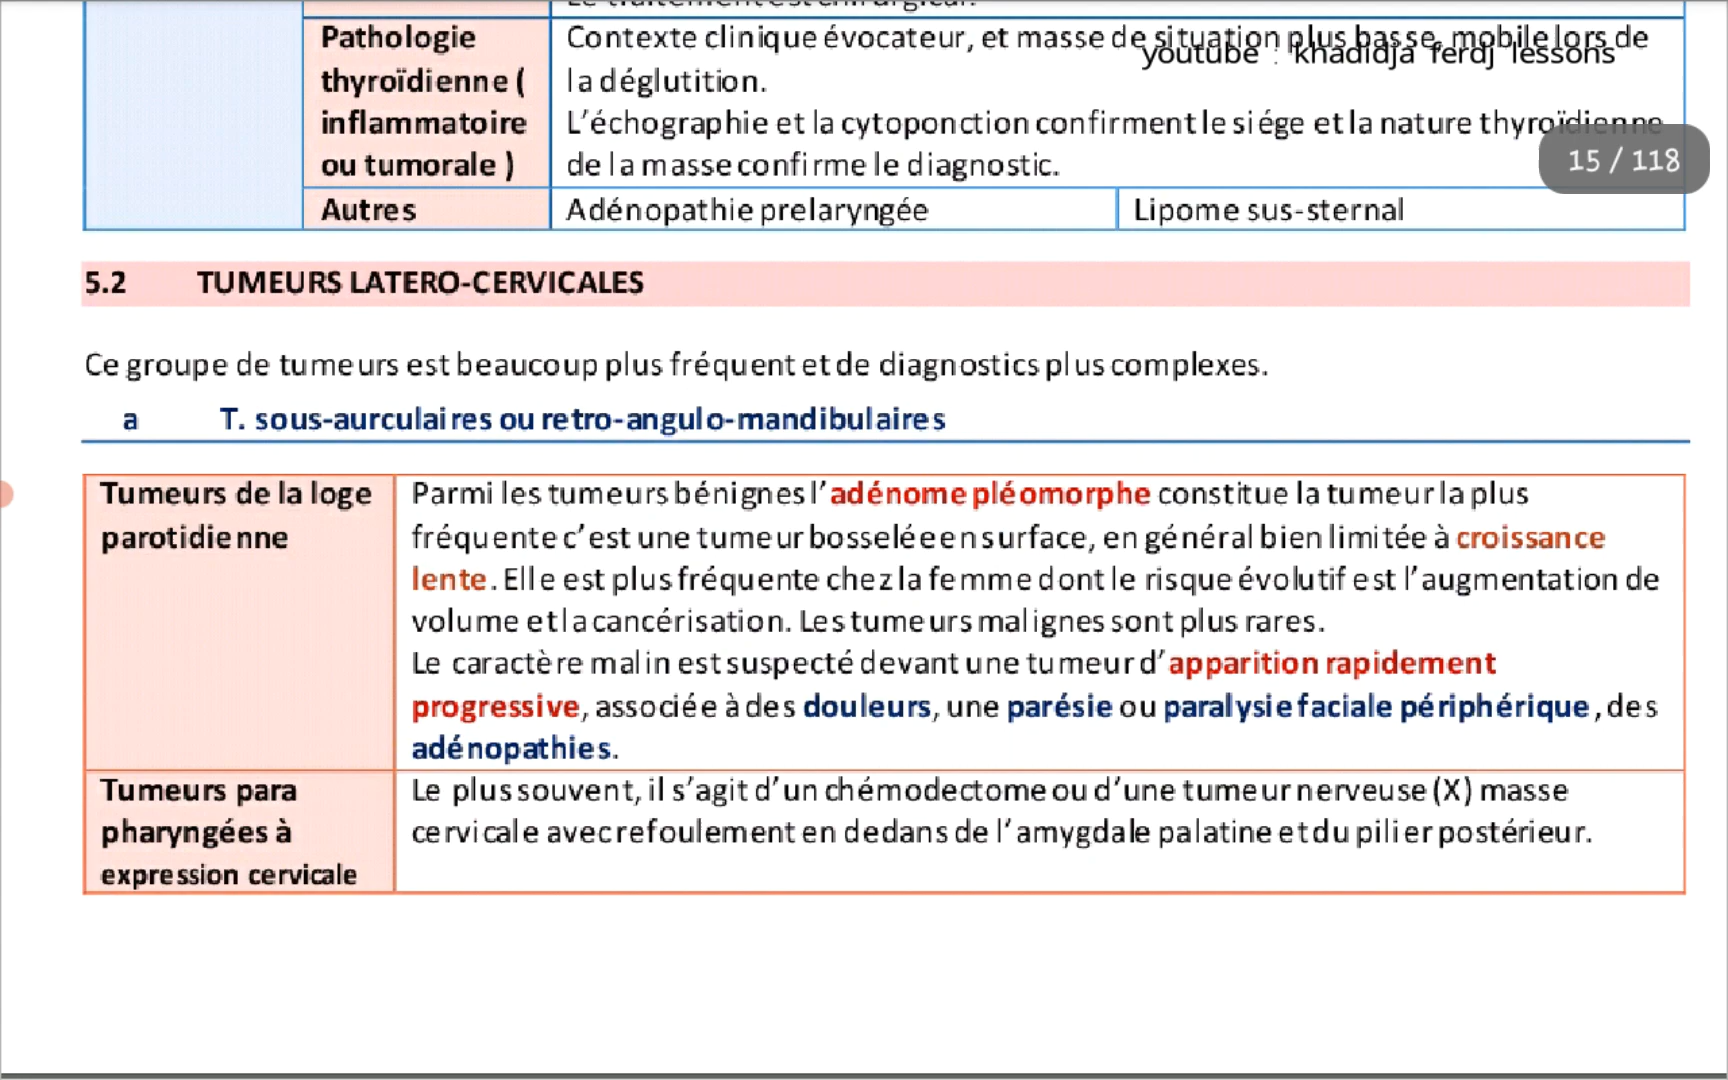 Le traitement est chirurgical.
Pathologie
thyroïdienne (
inflammatoire
ou tumorale )
Contexte clinique évocateur, et masse de situation plus basse, mobile lors de
la déglutition.
L’échographie et la cytoponction confirment le siége et la nature thyroïdienne
de la masse confirme le diagnostic.
youtube : khadidja ferdj lessons
15 / 118
Autres
Adénopathie prelaryngée
Lipome sus-sternal
5.2 TUMEURS LATERO-CERVICALES
Ce groupe de tumeurs est beaucoup plus fréquent et de diagnostics plus complexes.
a T. sous-aurculaires ou retro-angulo-mandibulaires
Tumeurs de la loge
parotidienne
Parmi les tumeurs bénignes l’adénome pléomorphe constitue la tumeur la plus
fréquente c’est une tumeur bosselée en surface, en général bien limitée à croissance
lente. Elle est plus fréquente chez la femme dont le risque évolutif est l’augmentation de
volume et la cancérisation. Les tumeurs malignes sont plus rares.
Le caractère malin est suspecté devant une tumeur d’apparition rapidement
progressive, associée à des douleurs, une parésie ou paralysie faciale périphérique, des
adénopathies.
Tumeurs para
pharyngées à
expression cervicale
Le plus souvent, il s’agit d’un chémodectome ou d’une tumeur nerveuse (X) masse
cervicale avec refoulement en dedans de l’amygdale palatine et du pilier postérieur.